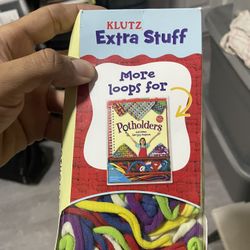 KLUTZ
Extra Stuff
More
loops for
Potholders